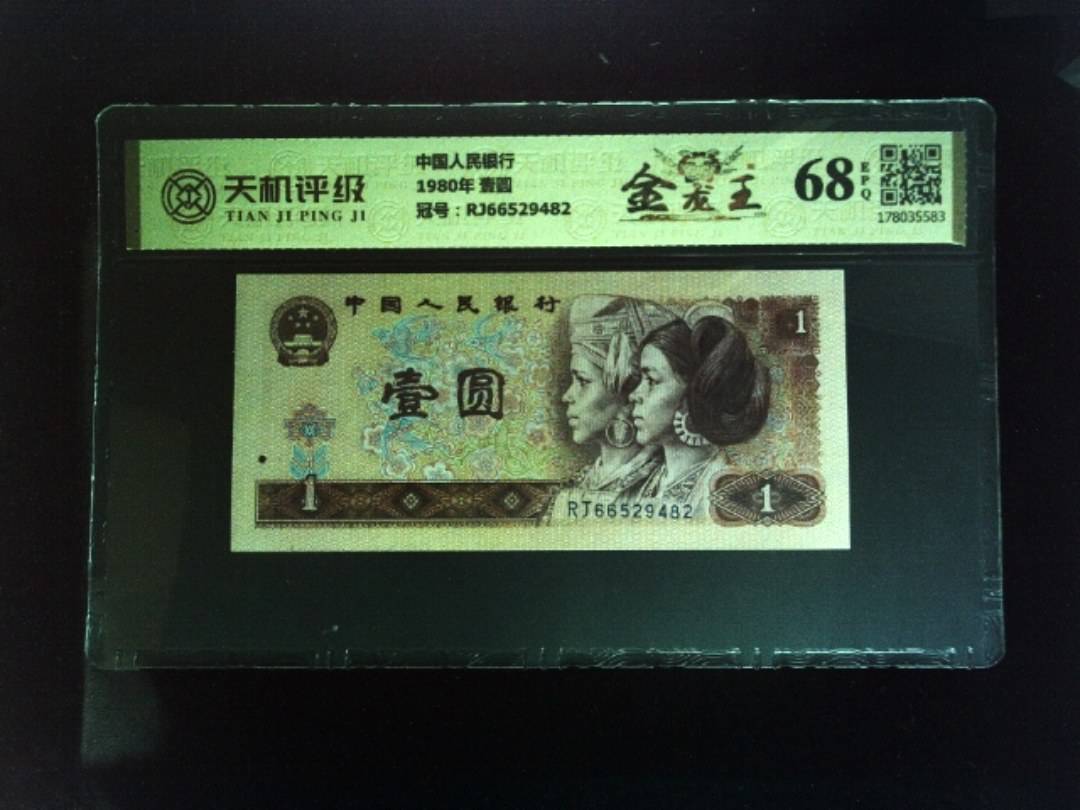 天机评级
TIAN JI PING JI
中国人民银行
1980年 壹圆
冠号：RJ66529482
金龙王
68
EPQ
178035583
中国人民银行
壹圆
1
1
1
RJ66529482